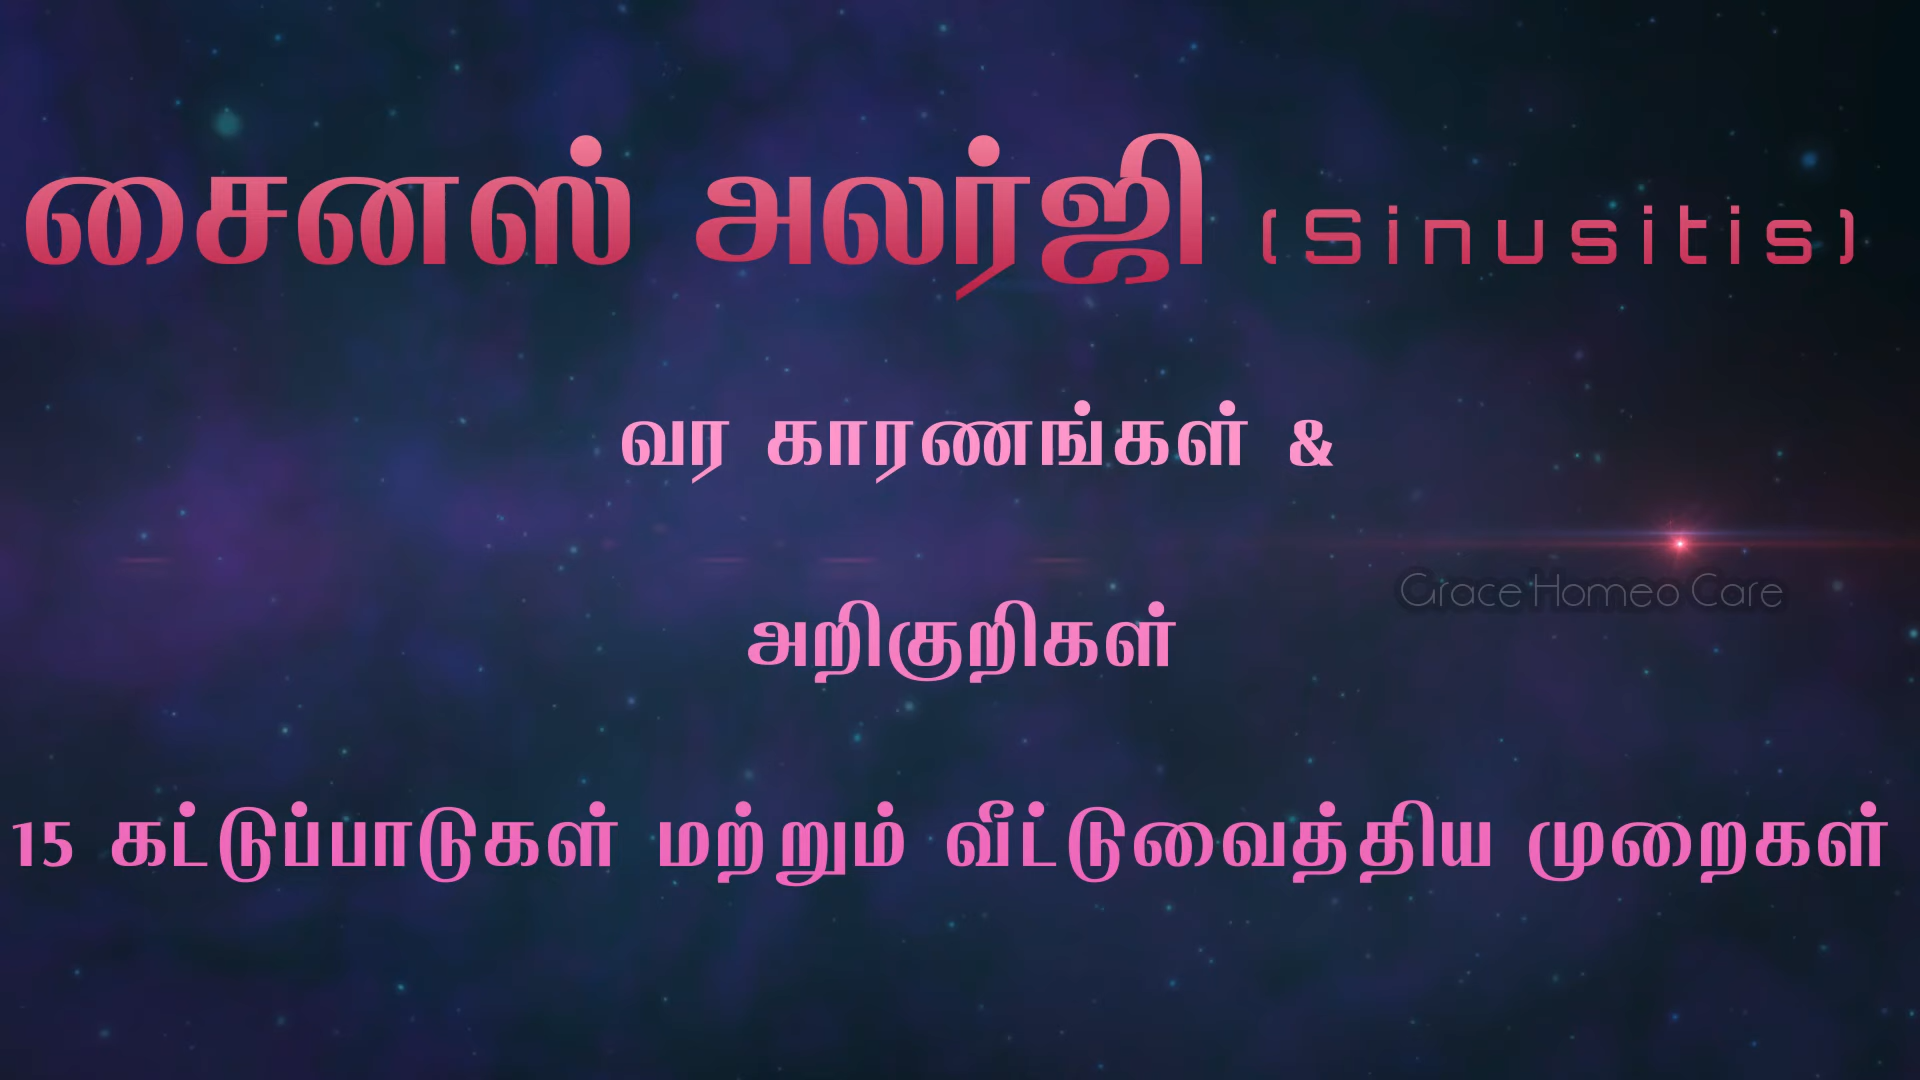 சைனஸ் அலர்ஜி (Sinusitis)
வர காரணங்கள் &
Grace Homeo Care
அறிகுறிகள்
15 கட்டுப்பாடுகள் மற்றும் வீட்டுவைத்திய முறைகள்